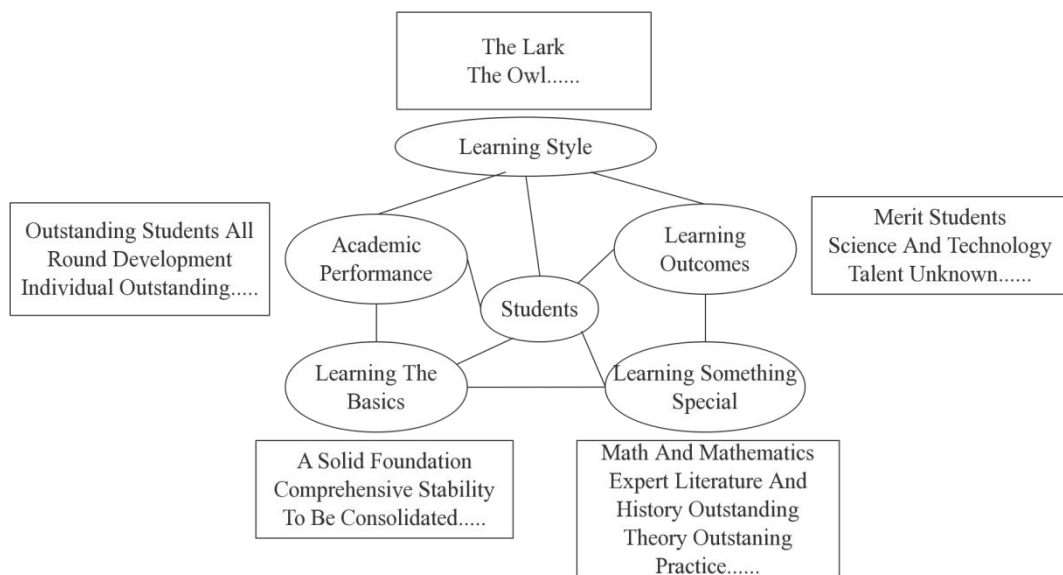 The Lark
The Owl......
Learning Style
Outstanding Students All
Round Development
Individual Outstanding.....
Academic
Performance
Learning
Outcomes
Merit Students
Science And Technology
Talent Unknown......
Students
Learning The
Basics
Learning Something
Special
A Solid Foundation
Comprehensive Stability
To Be Consolidated.....
Math And Mathematics
Expert Literature And
History Outstanding
Theory Outstaning
Practice......